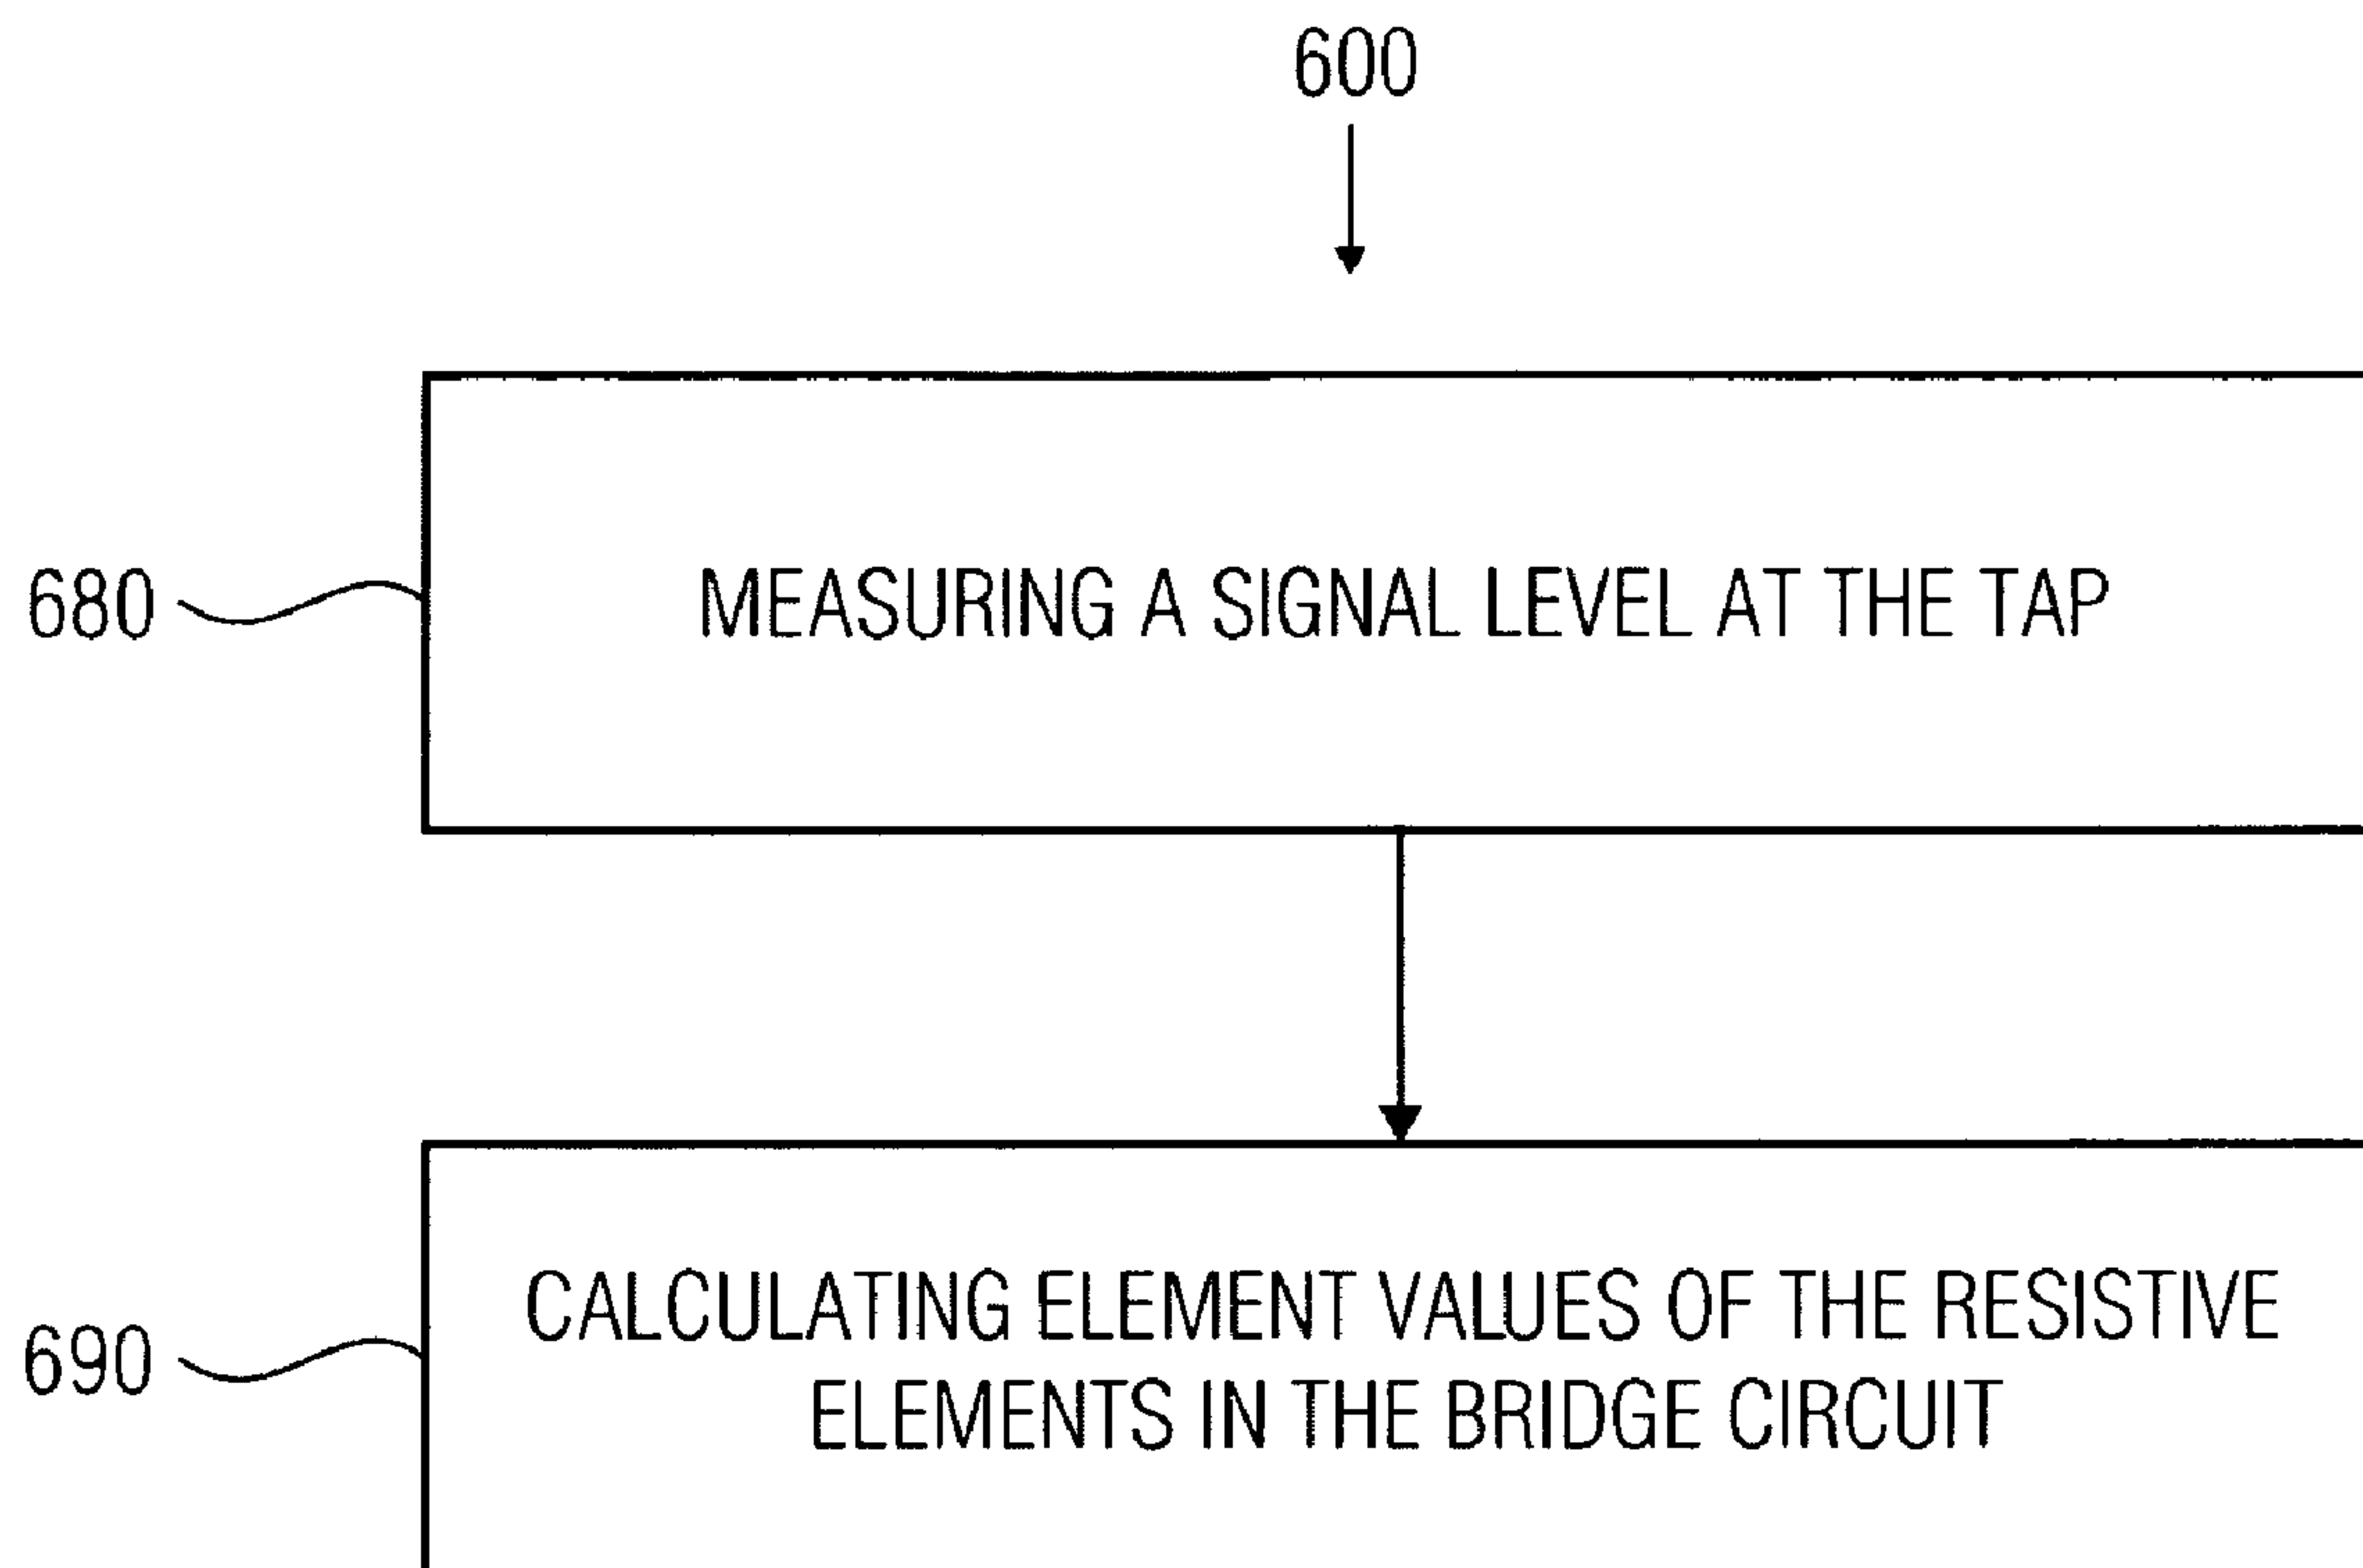 600
680
MEASURING A SIGNAL LEVEL AT THE TAP
690
CALCULATING ELEMENT VALUES OF THE RESISTIVE
ELEMENTS IN THE BRIDGE CIRCUIT